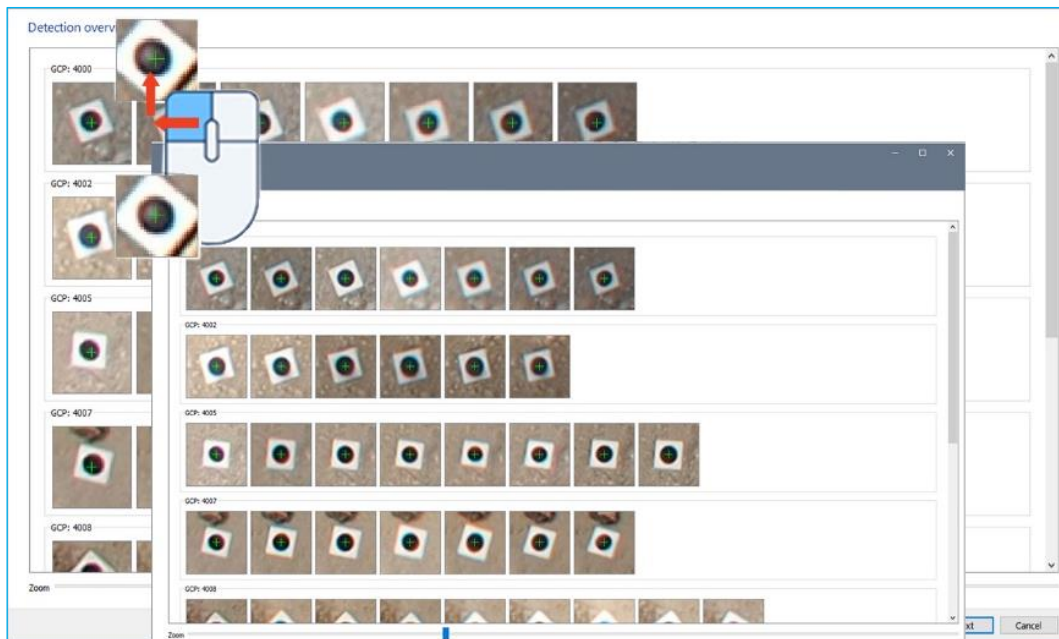 Detection overv
GCP: 4000
GCP: 4002
GCP: 4005
GCP: 4007
GCP: 4008
Zoom
GCP: 4002
GCP: 4005
GCP: 4007
GCP: 4008
Zoom
xt
Cancel